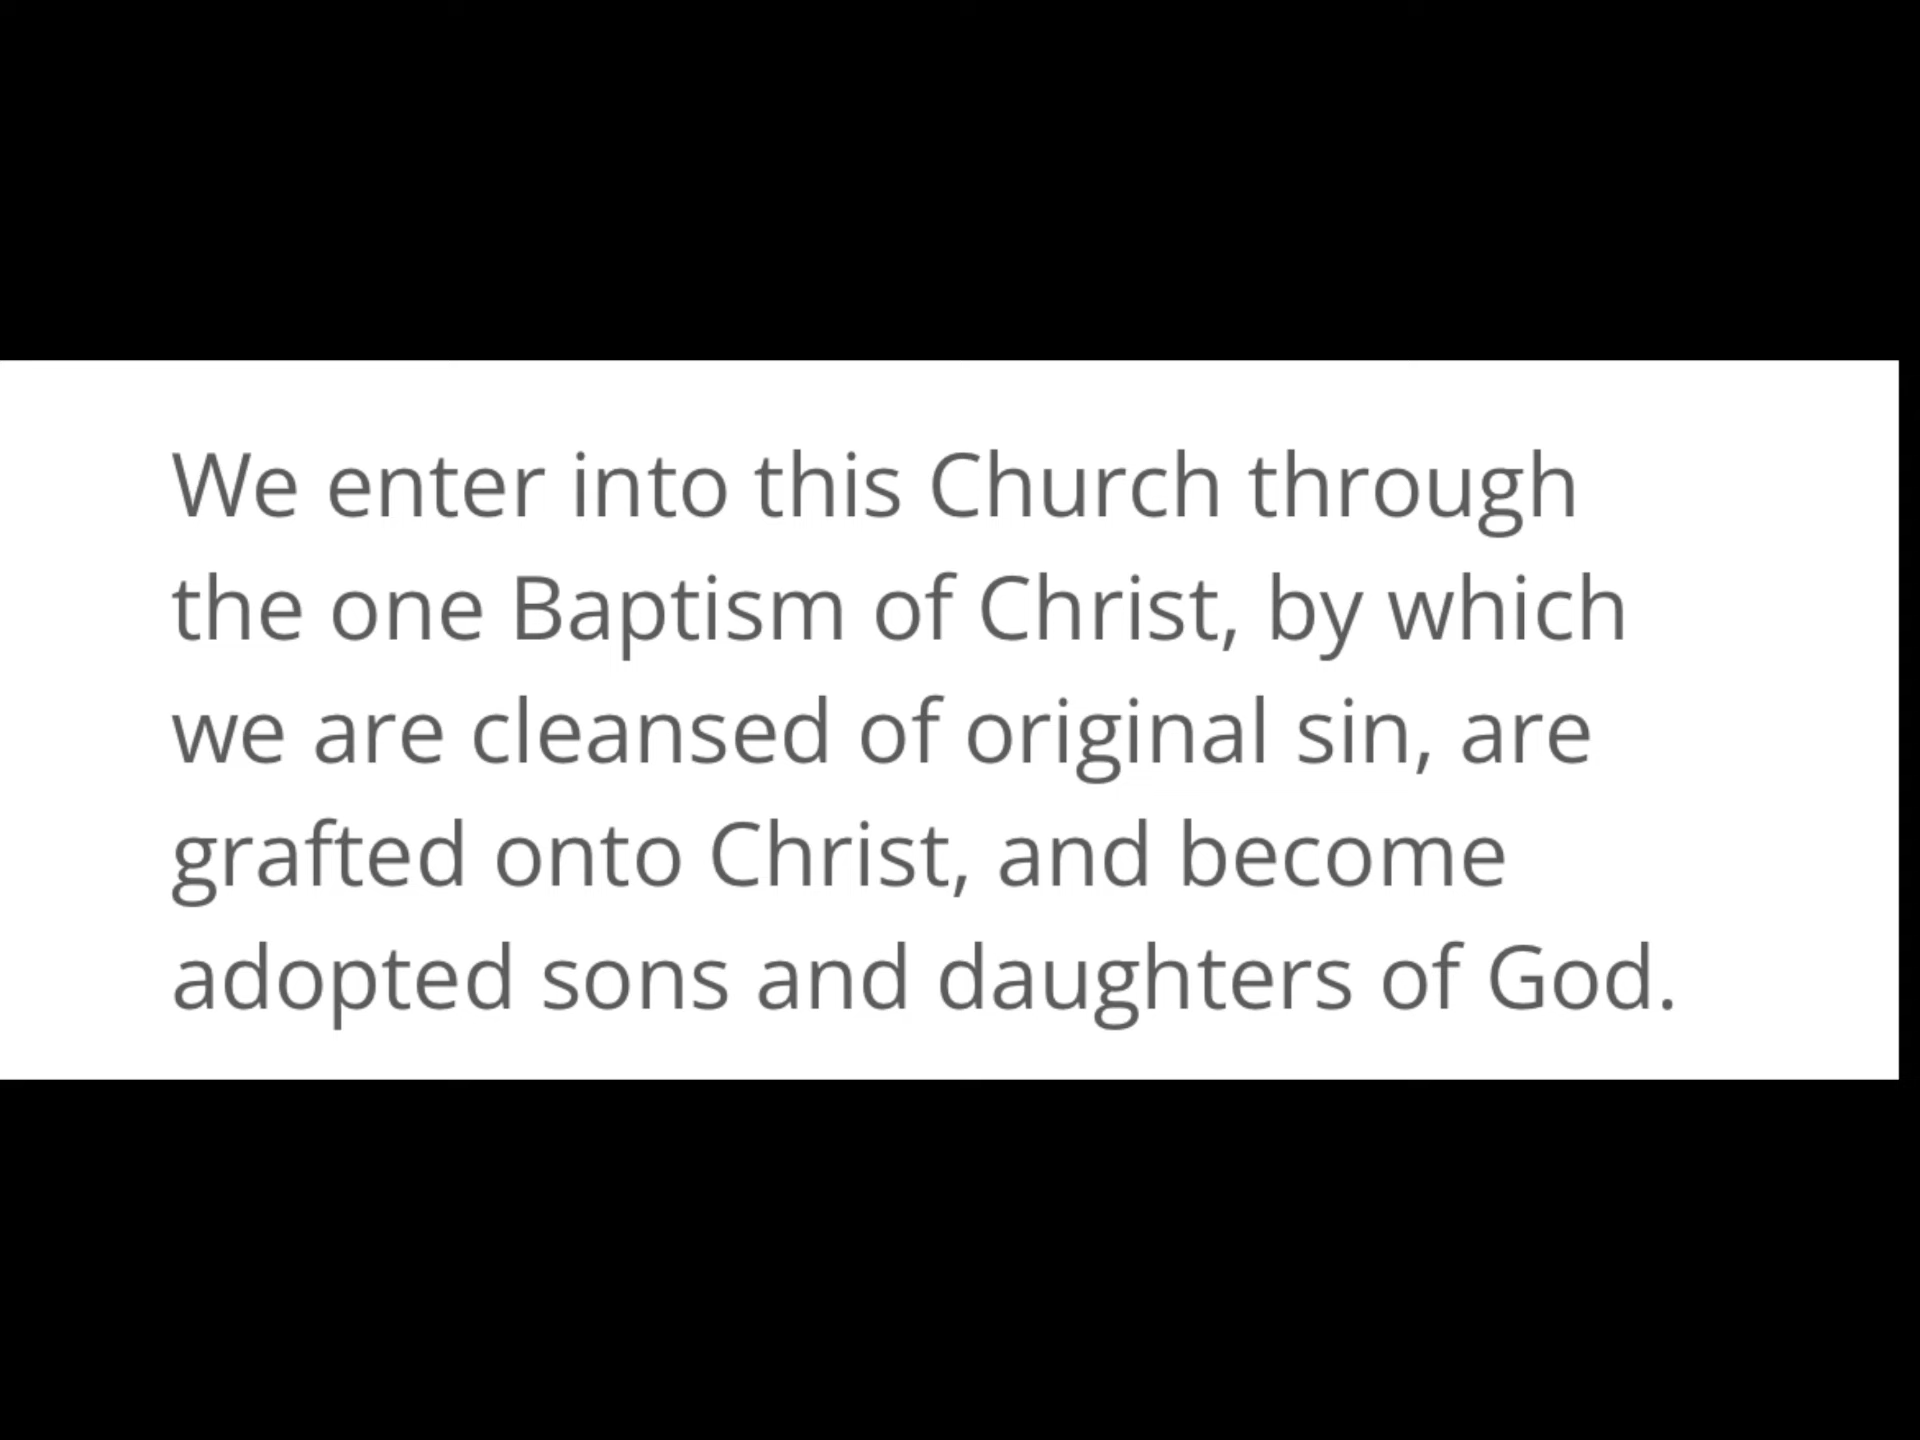 We enter into this Church through
the one Baptism of Christ, by which
we are cleansed of original sin, are
grafted onto Christ, and become
adopted sons and daughters of God.